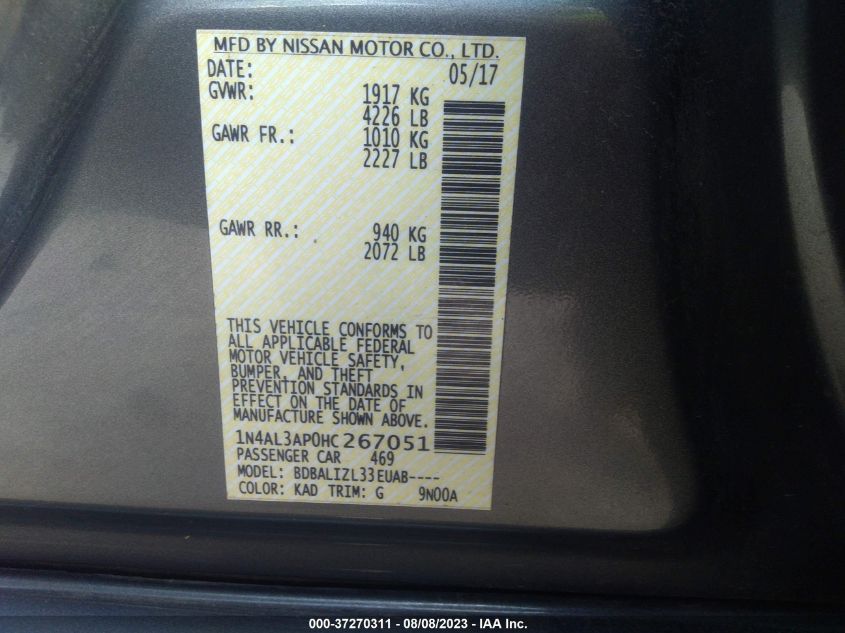 MFD BY NISSAN MOTOR CO., LTD.
DATE: 05/17
GVWR: 1917 KG
4226 LB
GAWR FR.: 1010 KG
2227 LB
GAWR RR.: 940 KG
2072 LB
THIS VEHICLE CONFORMS TO
ALL APPLICABLE FEDERAL
MOTOR VEHICLE SAFETY,
BUMPER, AND THEFT
PREVENTION STANDARDS IN
EFFECT ON THE DATE OF
MANUFACTURE SHOWN ABOVE.
1N4AL3AP0HC267051
PASSENGER CAR 469
MODEL: BDBALIZL33EUAB----
COLOR: KAD TRIM: G 9N00A
000-37270311 - 08/08/2023 - IAA Inc.